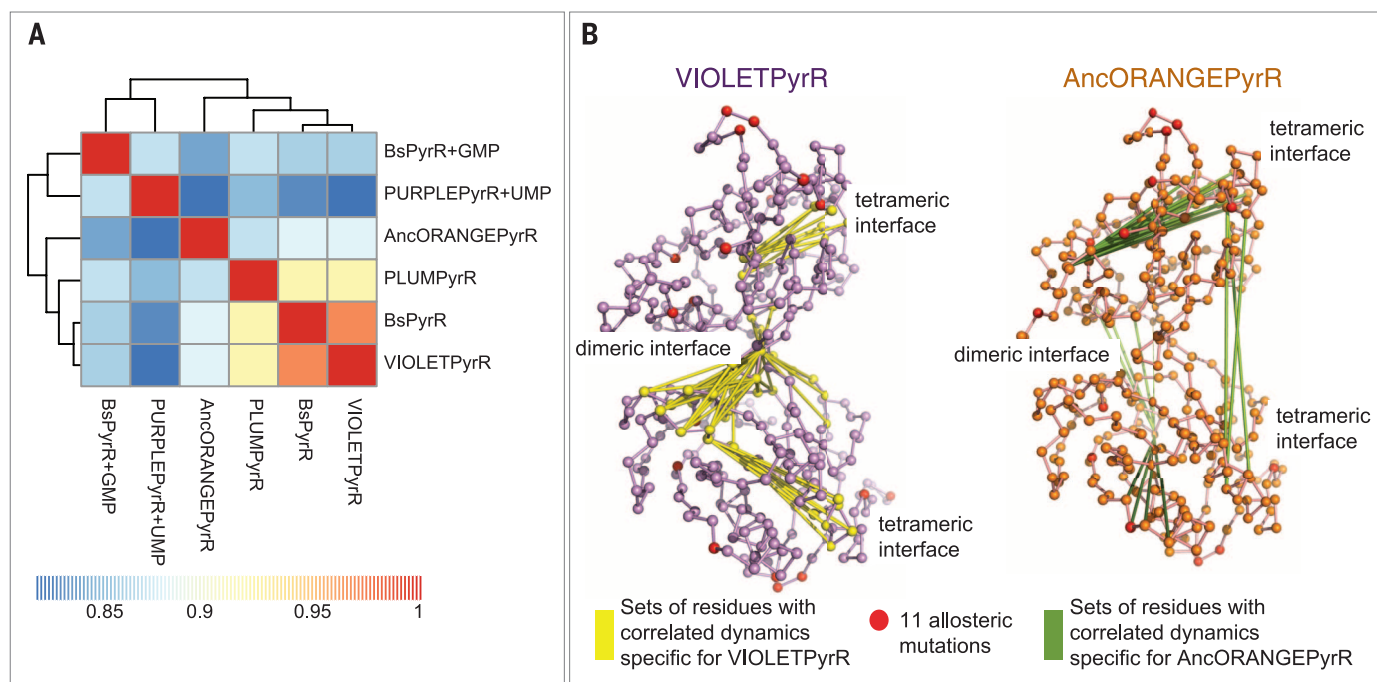 A
BsPyrR+GMP
PURPLEPyrR+UMP
AncORANGEPyrR
PLUMPyrR
BsPyrR
VIOLETPyrR
BsPyrR+GMP
PURPLEPyrR+UMP
AncORANGEPyrR
PLUMPyrR
BsPyrR
VIOLETPyrR
0.85
0.9
0.95
1
B
VIOLETPyrR
tetrameric
interface
dimeric interface
tetrameric
interface
AncORANGEPyrR
tetrameric
interface
dimeric interface
tetrameric
interface
Sets of residues with
correlated dynamics
specific for VIOLETPyrR
11 allosteric
mutations
Sets of residues with
correlated dynamics
specific for AncORANGEPyrR